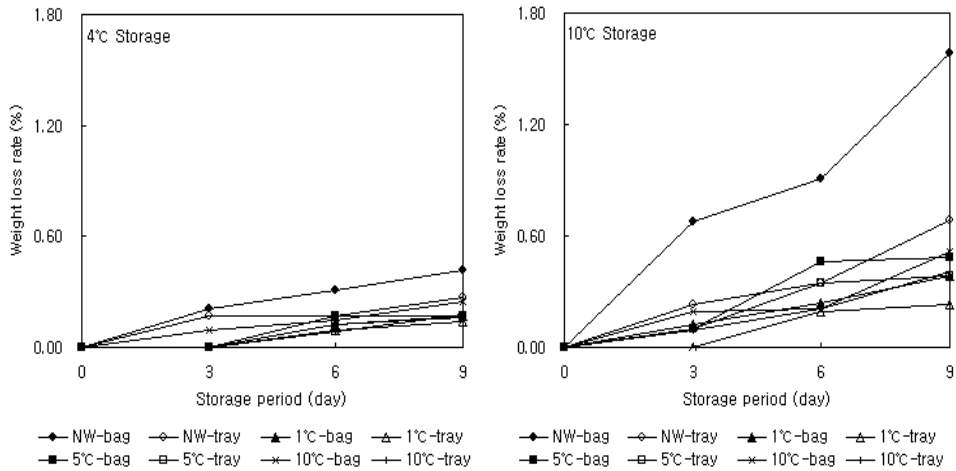 4℃ Storage
1.80
1.20
0.60
0.00
Weight loss rate (%)
0 3 6 9
Storage period (day)
NW-bag NW-tray 1℃-bag 1℃-tray
5℃-bag 5℃-tray 10℃-bag 10℃-tray
10℃ Storage
1.80
1.20
0.60
0.00
Weight loss rate (%)
0 3 6 9
Storage period (day)
NW-bag NW-tray 1℃-bag 1℃-tray
5℃-bag 5℃-tray 10℃-bag 10℃-tray